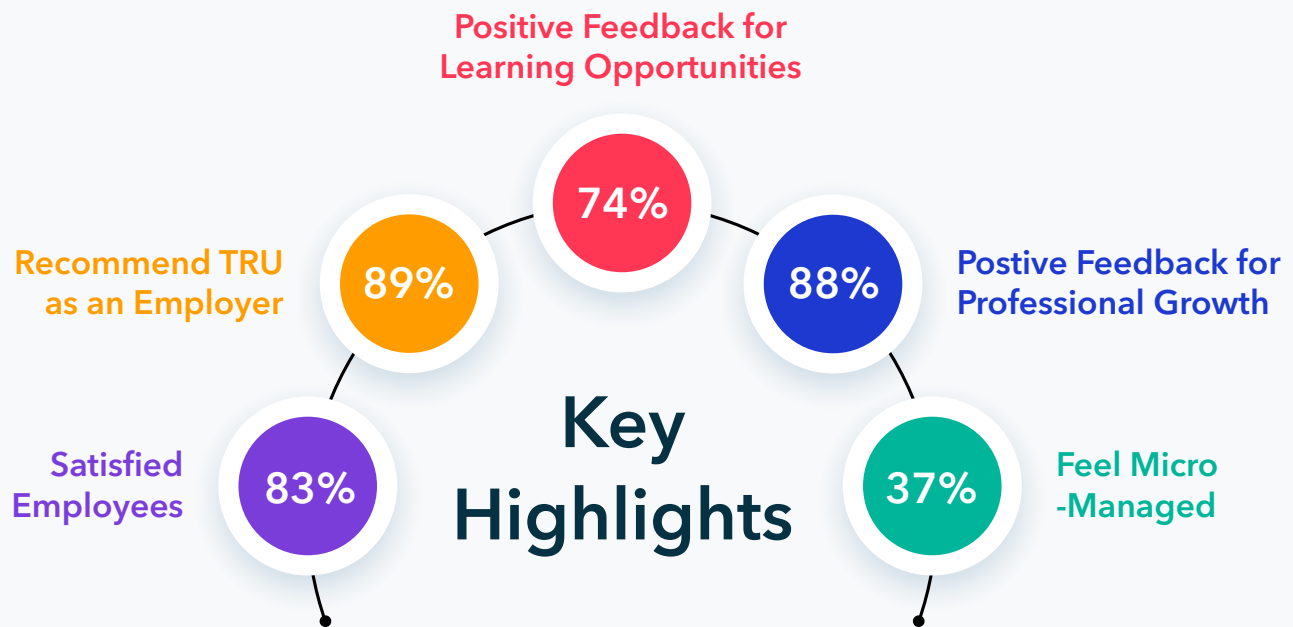 Positive Feedback for
Learning Opportunities
74%
Recommend TRU
as an Employer
89%
88%
Postive Feedback for
Professional Growth
Key
Highlights
Satisfied
Employees
83%
37%
Feel Micro
-Managed